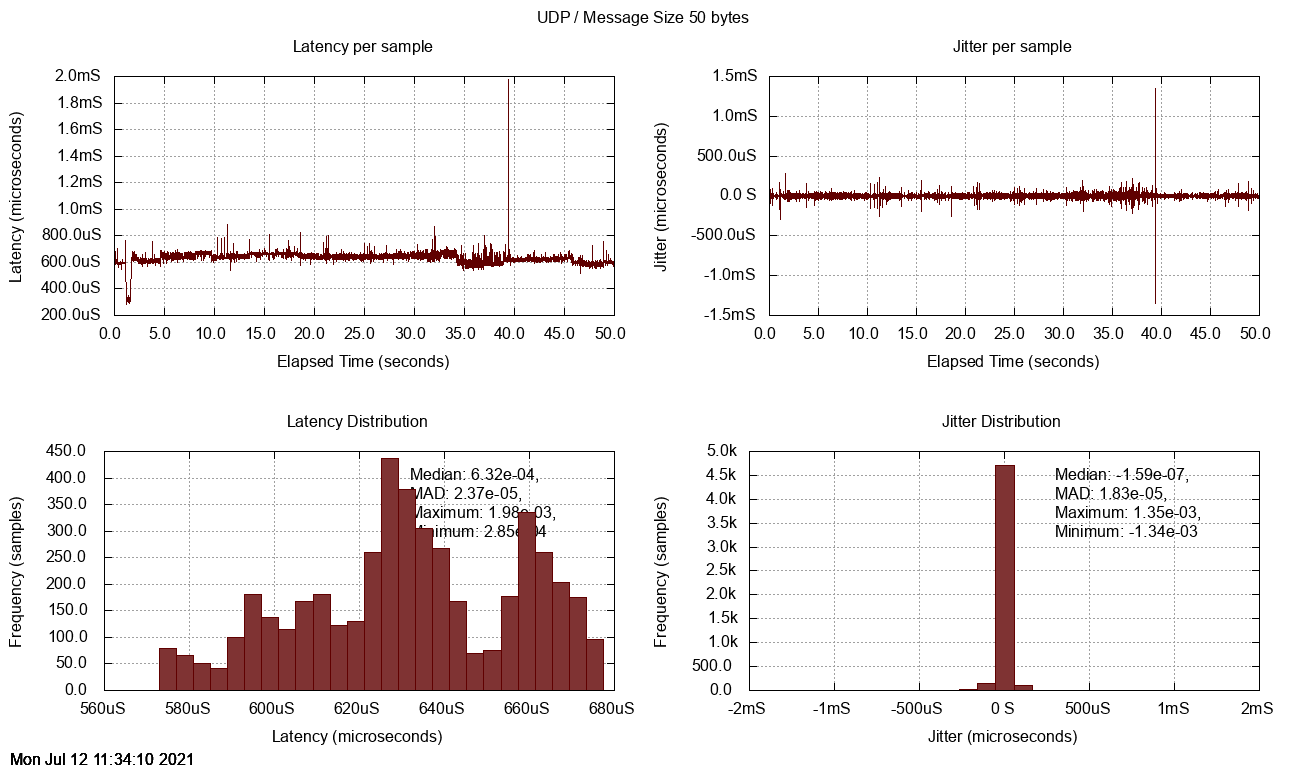 UDP / Message Size 50 bytes
Latency per sample
2.0mS
1.8mS
1.6mS
1.4mS
1.2mS
1.0mS
800.0uS
600.0uS
400.0uS
200.0uS
Latency (microseconds)
0.0 5.0 10.0 15.0 20.0 25.0 30.0 35.0 40.0 45.0 50.0
Elapsed Time (seconds)
Jitter per sample
1.5mS
1.0mS
500.0uS
0.0 S
-500.0uS
-1.0mS
-1.5mS
Jitter (microseconds)
0.0 5.0 10.0 15.0 20.0 25.0 30.0 35.0 40.0 45.0 50.0
Elapsed Time (seconds)
Latency Distribution
450.0
400.0
350.0
300.0
250.0
200.0
150.0
100.0
50.0
0.0
Frequency (samples)
Median: 6.32e-04,
MAD: 2.37e-05,
Maximum: 1.98e-03,
Minimum: 2.85e-04
560uS 580uS 600uS 620uS 640uS 660uS 680uS
Latency (microseconds)
Jitter Distribution
5.0k
4.5k
4.0k
3.5k
3.0k
2.5k
2.0k
1.5k
1.0k
500.0
0.0
Frequency (samples)
Median: -1.59e-07,
MAD: 1.83e-05,
Maximum: 1.35e-03,
Minimum: -1.34e-03
-2mS -1mS -500uS 0 S 500uS 1mS 2mS
Jitter (microseconds)
Mon Jul 12 11:34:10 2021